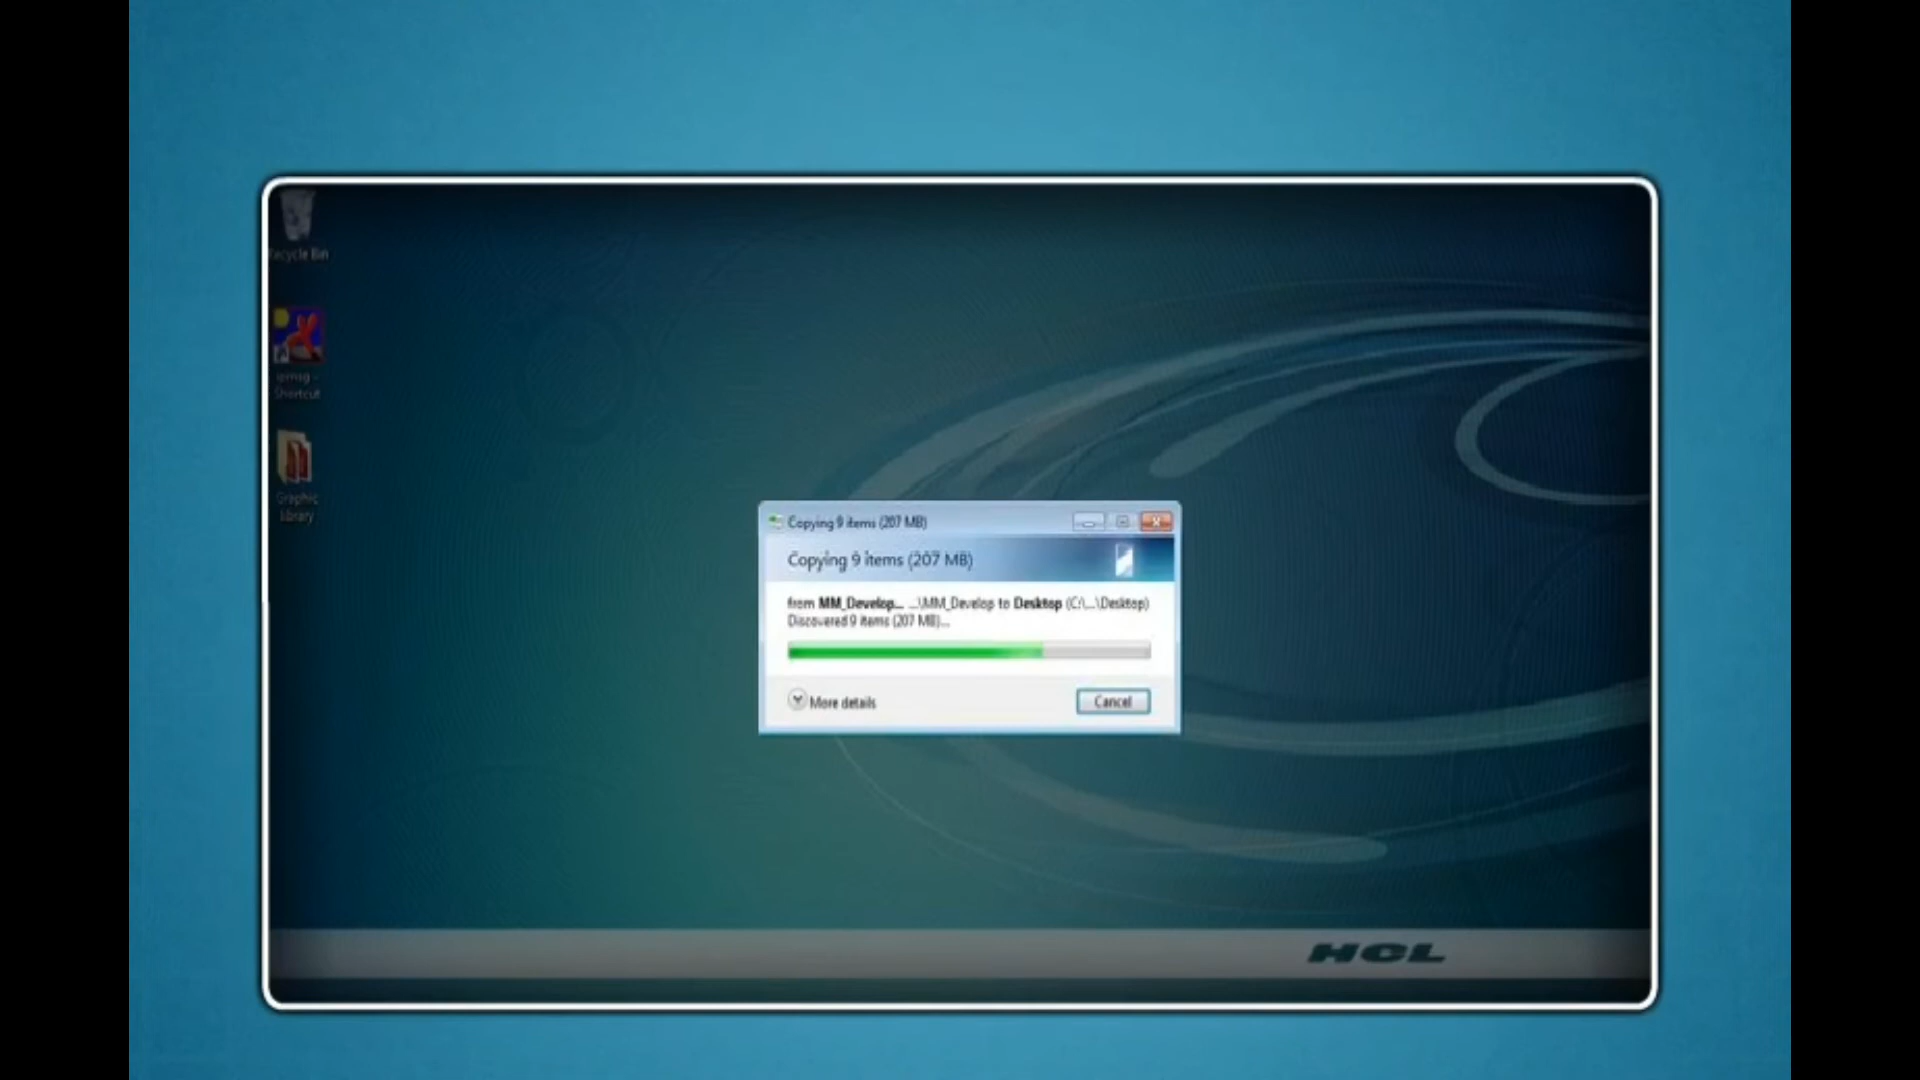 Recycle Bin
Shortcut
Graphic
library
Copying 9 items (207 MB)
Copying 9 items (207 MB)
from MM_Develop... ...\MM_Develop to Desktop (C:\...\Desktop)
Discovered 9 items (207 MB)...
More details
Cancel
HCL